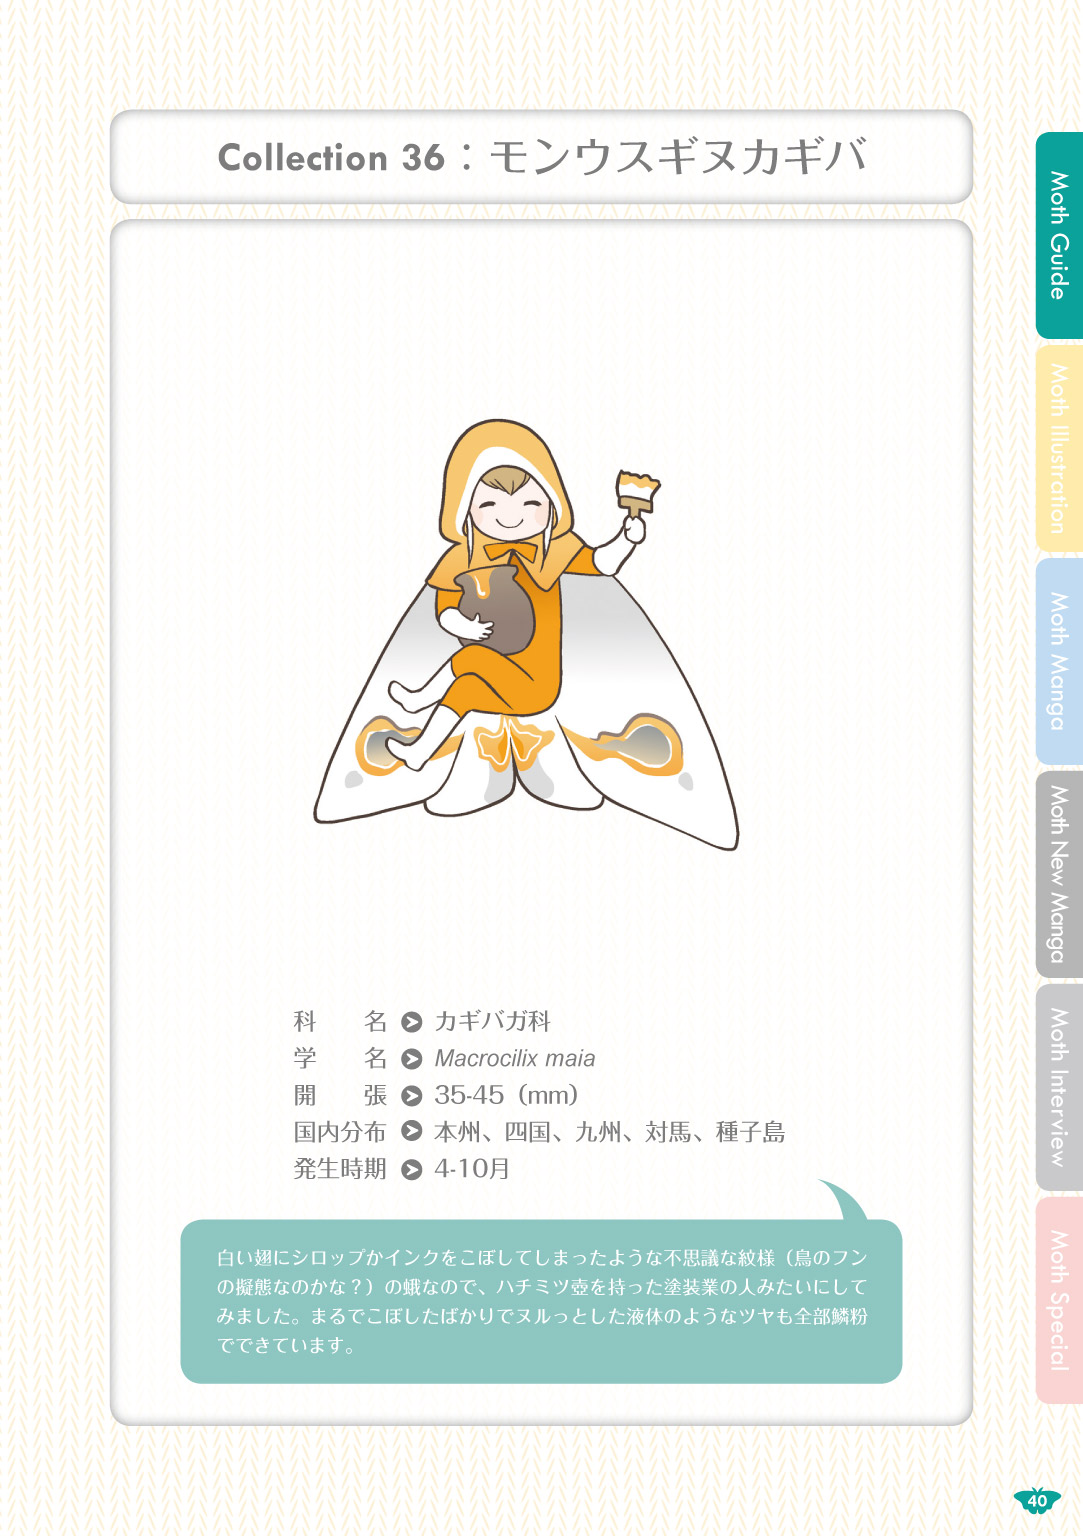 Collection 36：モンウスギヌカギバ
科名 カギバガ科
学名 Macrocilix maia
開張 35-45（mm）
国内分布 本州、四国、九州、対馬、種子島
発生時期 4-10月
白い翅にシロップかインクをこぼしてしまったような不思議な紋様（鳥のフン
の擬態なのかな？）の蛾なので、ハチミツ壺を持った塗装業の人みたいにして
みました。まるでこぼしたばかりでヌルっとした液体のようなツヤも全部鱗粉
でできています。
Moth Guide
Moth Illustration
Moth Manga
Moth New Manga
Moth Interview
Moth Special
40